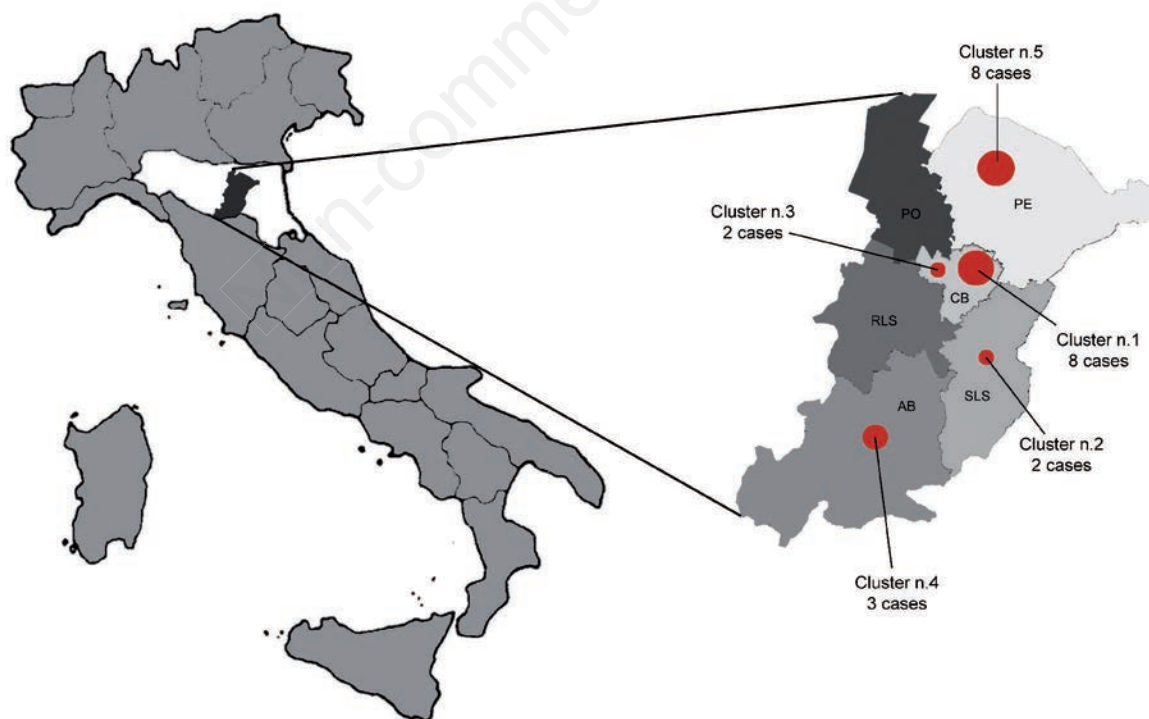 Cluster n.5
8 cases
Cluster n.3
2 cases
PO
PE
CB
RLS
Cluster n.1
8 cases
AB
SLS
Cluster n.2
2 cases
Cluster n.4
3 cases